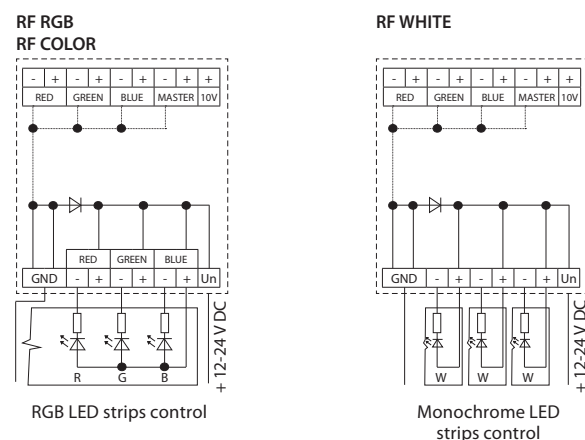 RF RGB
RF COLOR
- + - + - + - + +
RED GREEN BLUE MASTER 10V
RED GREEN BLUE
GND - + - + - + Un
R G B
+ 12-24 V DC
RGB LED strips control
RF WHITE
- + - + - + - + +
RED GREEN BLUE MASTER 10V
GND - + - + - + Un
W W W
+ 12-24 V DC
Monochrome LED
strips control